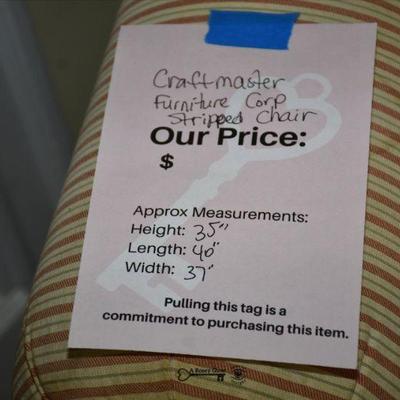 Craftmaster
Furniture Corp
Stripped Chair
Our Price:
$
Approx Measurements:
Height: 35"
Length: 40"
Width: 37"
Pulling this tag is a
commitment to purchasing this item.